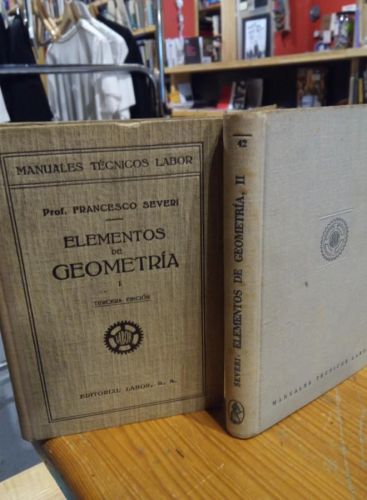 MANUALES TÉCNICOS LABOR
Prof. FRANCESCO SEVERI
ELEMENTOS
DE
GEOMETRÍA
I
TERCERA EDICIÓN
EDITORIAL LABOR, S. A.
42
SEVERI: ELEMENTOS DE GEOMETRÍA, II
MANUALES TÉCNICOS LABOR